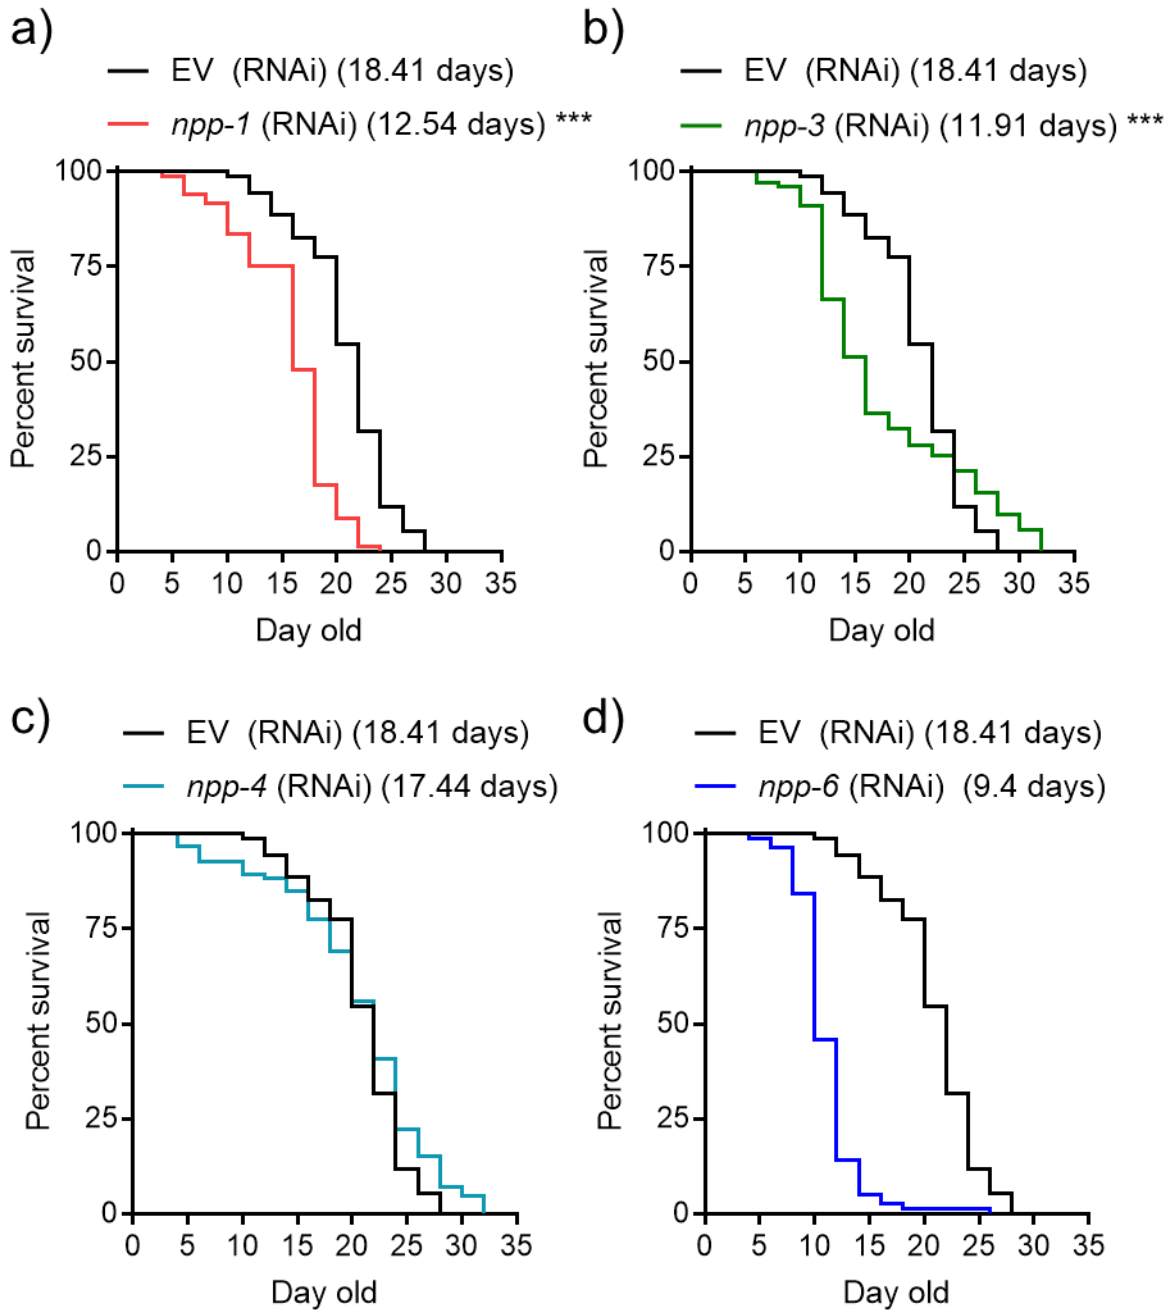 a)
EV (RNAi) (18.41 days)
npp-1 (RNAi) (12.54 days) ***
100
75
50
25
0
Percent survival
0 5 10 15 20 25 30 35
Day old
b)
EV (RNAi) (18.41 days)
npp-3 (RNAi) (11.91 days) ***
100
75
50
25
0
Percent survival
0 5 10 15 20 25 30 35
Day old
c)
EV (RNAi) (18.41 days)
npp-4 (RNAi) (17.44 days)
100
75
50
25
0
Percent survival
0 5 10 15 20 25 30 35
Day old
d)
EV (RNAi) (18.41 days)
npp-6 (RNAi) (9.4 days)
100
75
50
25
0
Percent survival
0 5 10 15 20 25 30 35
Day old